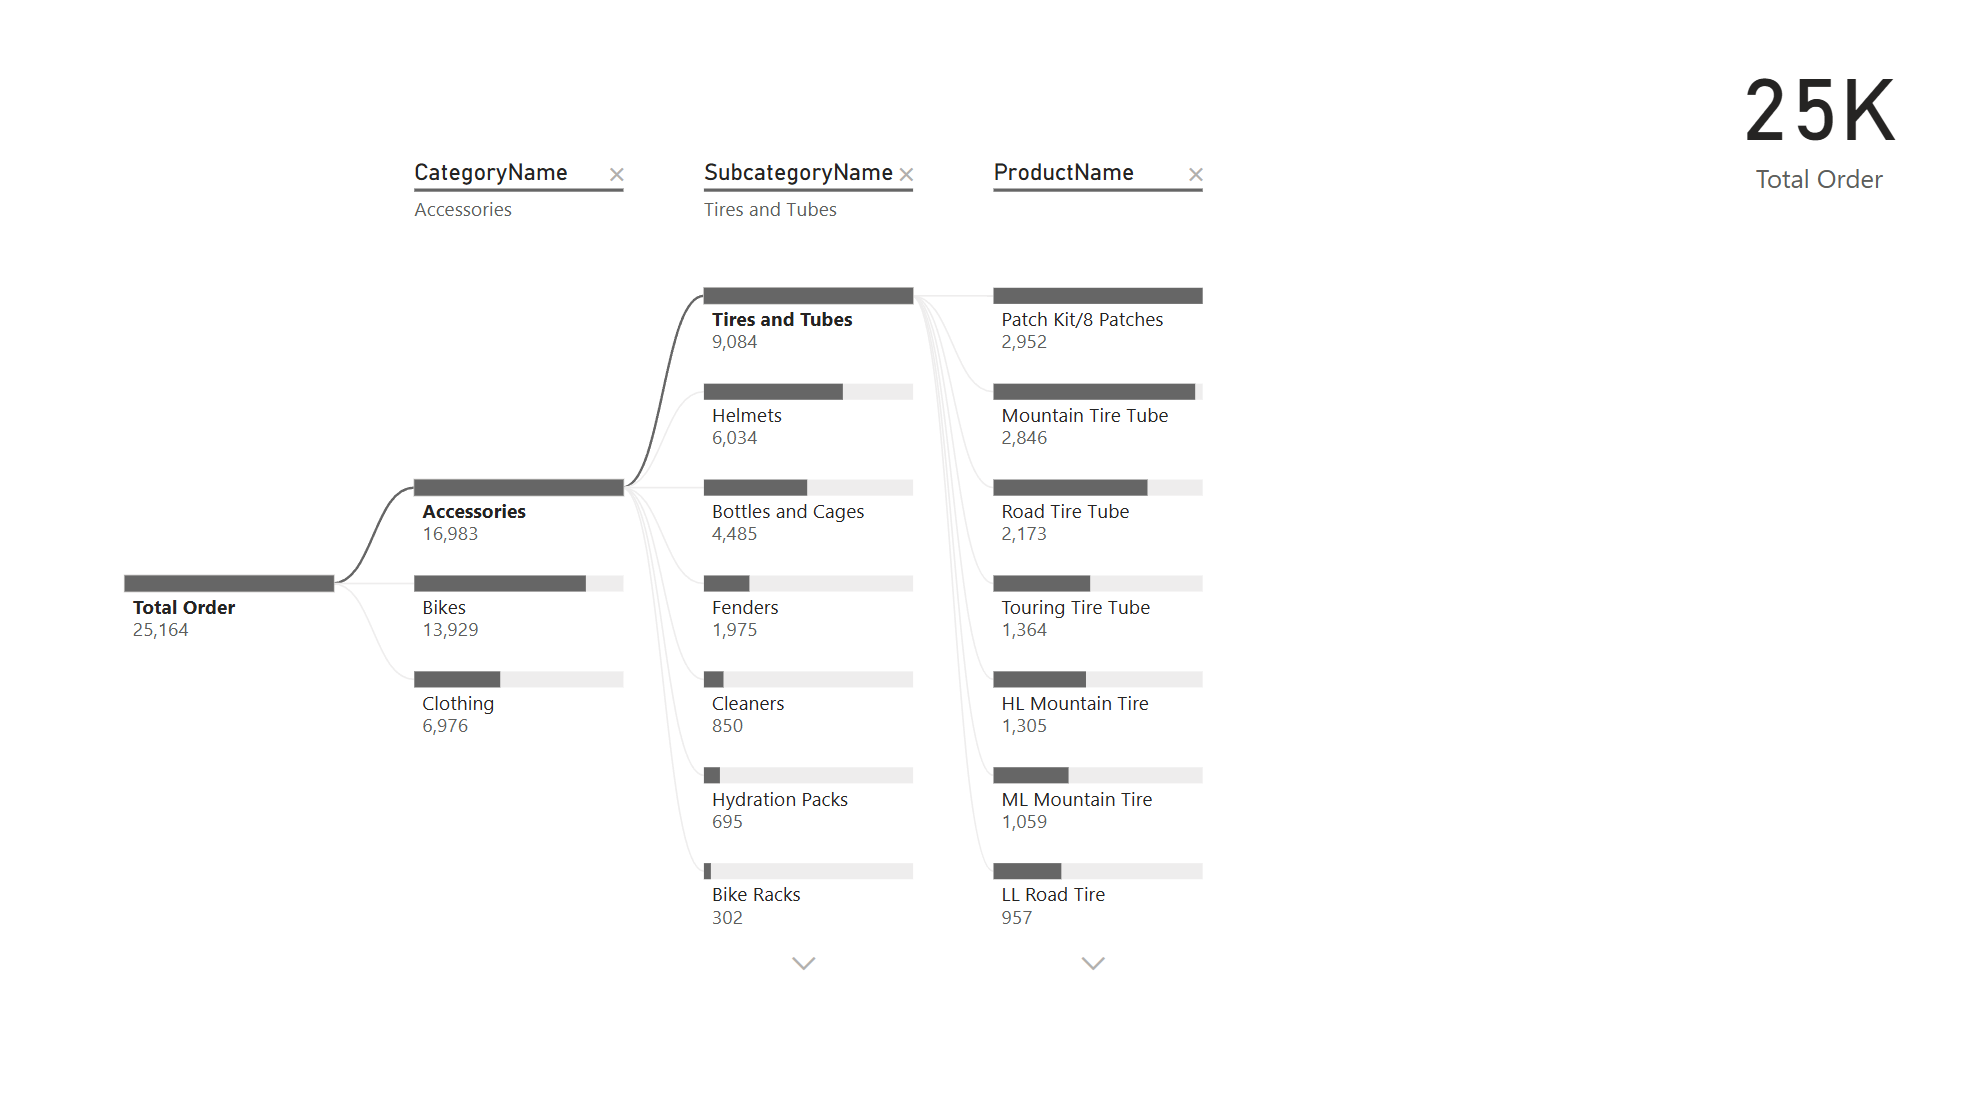 25K
Total Order
CategoryName
Accessories
SubcategoryName
Tires and Tubes
ProductName
Total Order
25,164
Accessories
16,983
Bikes
13,929
Clothing
6,976
Tires and Tubes
9,084
Helmets
6,034
Bottles and Cages
4,485
Fenders
1,975
Cleaners
850
Hydration Packs
695
Bike Racks
302
Patch Kit/8 Patches
2,952
Mountain Tire Tube
2,846
Road Tire Tube
2,173
Touring Tire Tube
1,364
HL Mountain Tire
1,305
ML Mountain Tire
1,059
LL Road Tire
957